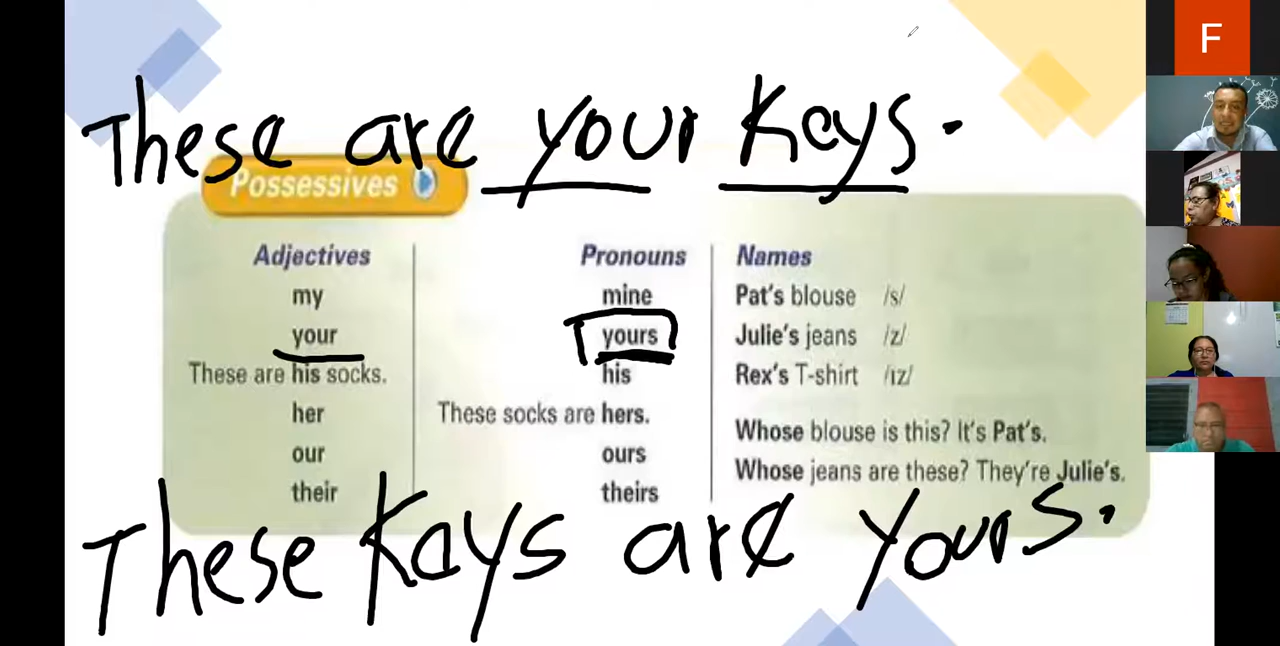 F
These are your Keys.
Possessives
Adjectives Pronouns Names
my mine Pat's blouse /s/
your yours Julie's jeans /z/
These are his socks. his Rex's T-shirt /ɪz/
her These socks are hers.
Whose blouse is this? It's Pat's.
our ours
Whose jeans are these? They're Julie's.
their theirs
These Keys are yours.